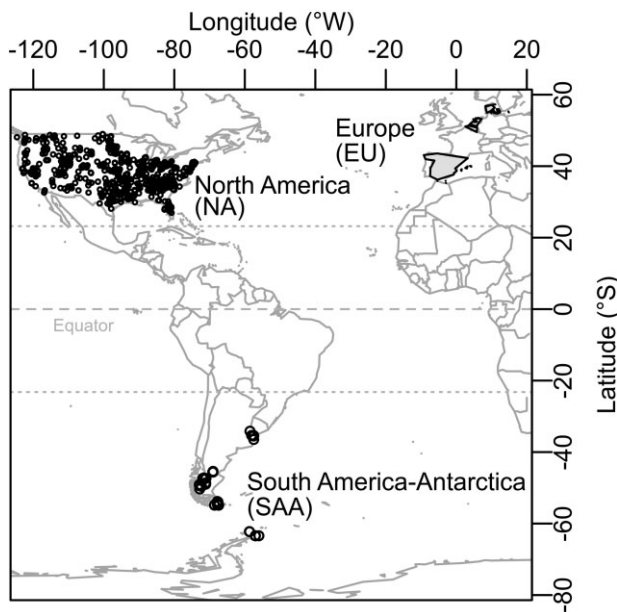 Longitude (°W)
-120 -100 -80 -60 -40 -20 0 20
Europe
(EU)
North America
(NA)
Equator
South America-Antarctica
(SAA)
60
40
20
0
-20
-40
-60
-80
Latitude (°S)